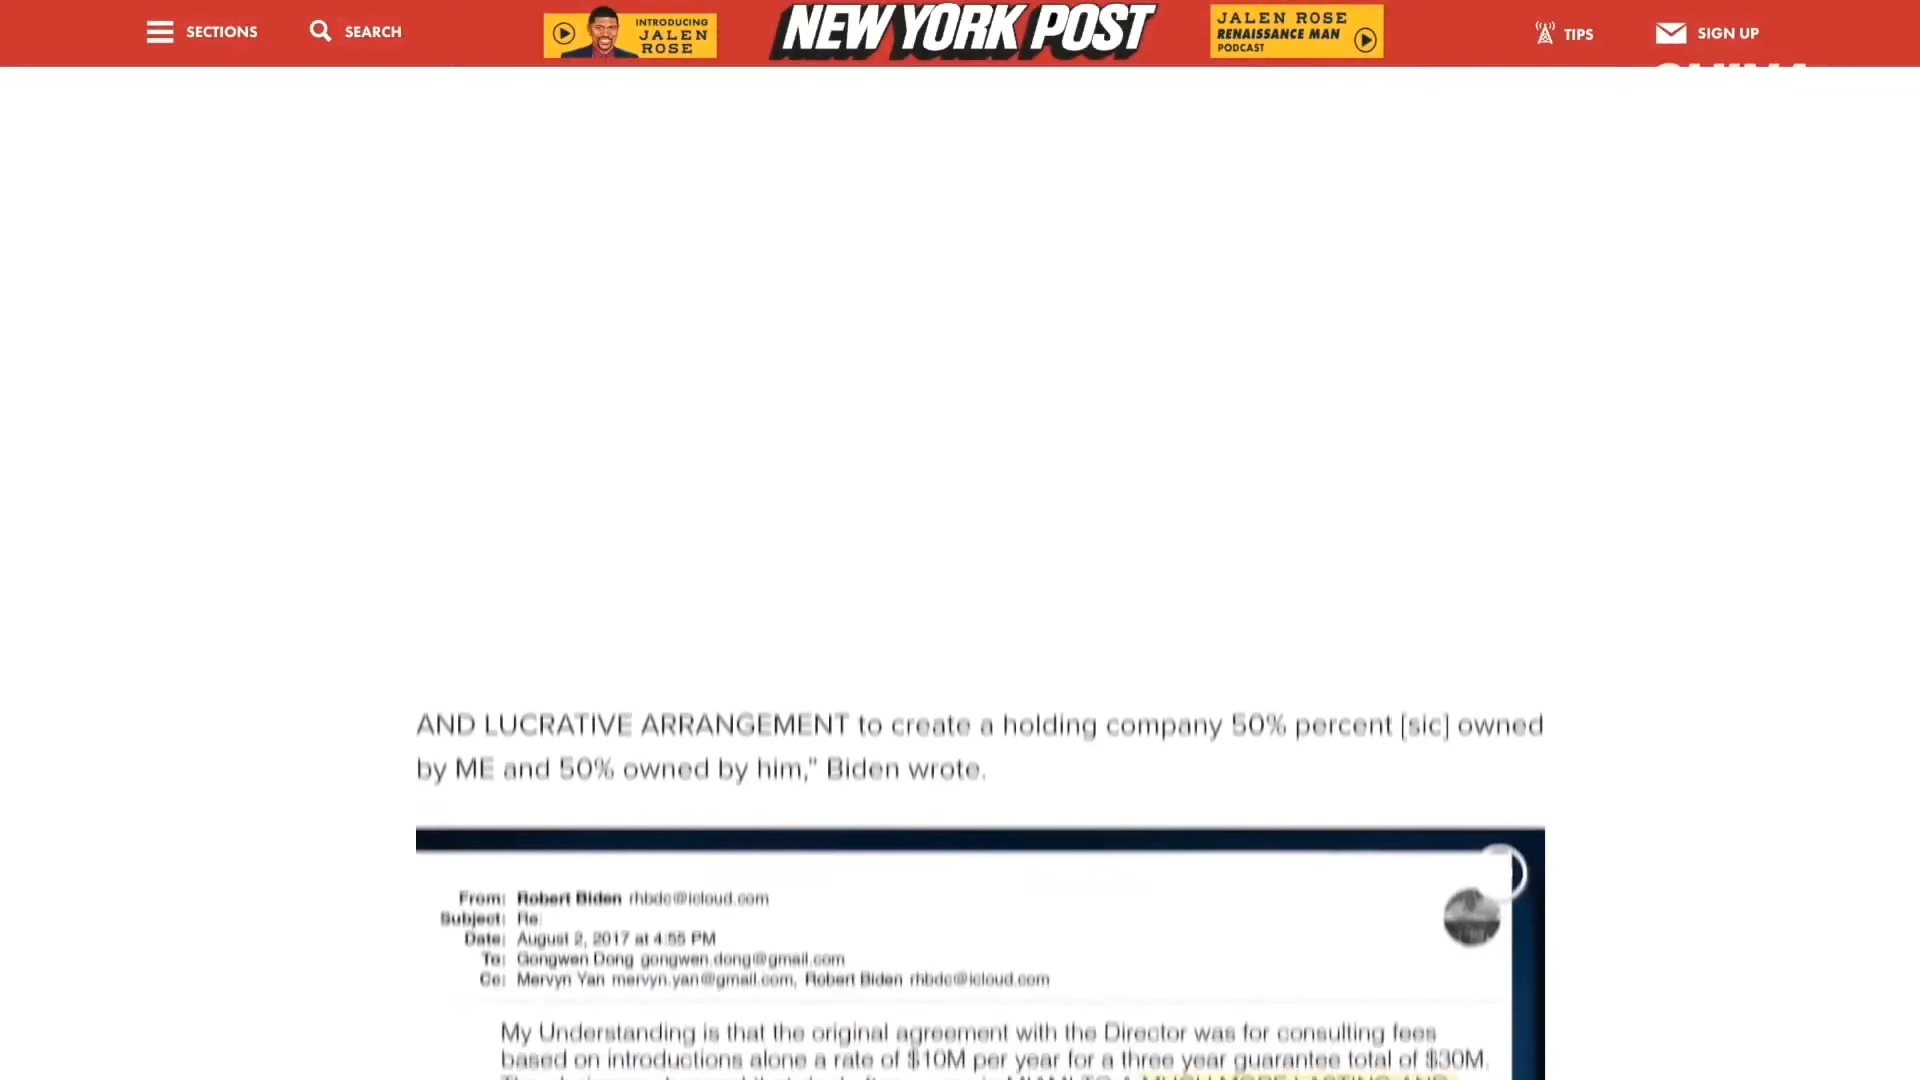 SECTIONS
SEARCH
INTRODUCING
JALEN
ROSE
NEW YORK POST
JALEN ROSE
RENAISSANCE MAN
PODCAST
TIPS
SIGN UP
AND LUCRATIVE ARRANGEMENT to create a holding company 50% percent [sic] owned
by ME and 50% owned by him,” Biden wrote.
From: Robert Biden rhbdc@icloud.com
Subject: Re:
Date: August 2, 2017 at 4:55 PM
To: Gongwen Dong gongwen.dong@gmail.com
Cc: Mervyn Yan mervyn.yan@gmail.com, Robert Biden rhbdc@icloud.com
My Understanding is that the original agreement with the Director was for consulting fees
based on introductions alone a rate of $10M per year for a three year guarantee total of $30M.